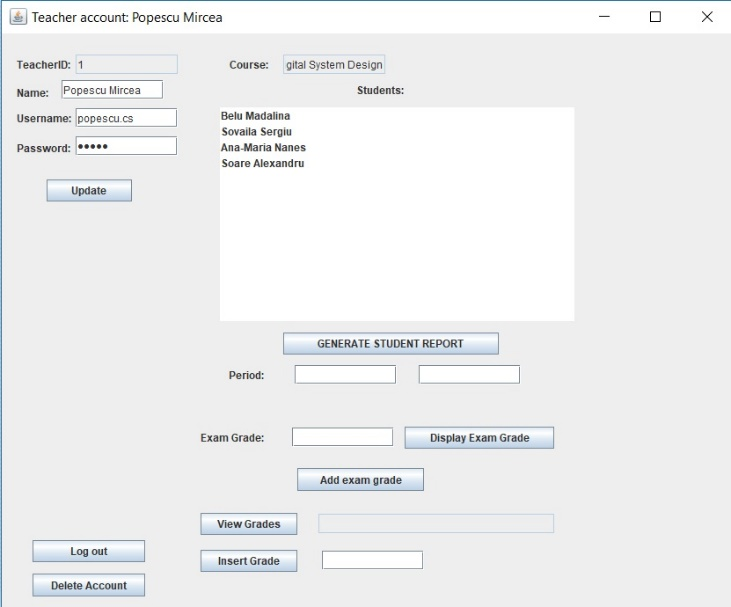 Teacher account: Popescu Mircea
TeacherID: 1
Course: gital System Design
Name: Popescu Mircea
Students:
Username: popescu.cs
Password: •••••
Update
Belu Madalina
Sovaila Sergiu
Ana-Maria Nanes
Soare Alexandru
GENERATE STUDENT REPORT
Period:
Exam Grade:
Display Exam Grade
Add exam grade
View Grades
Insert Grade
Log out
Delete Account